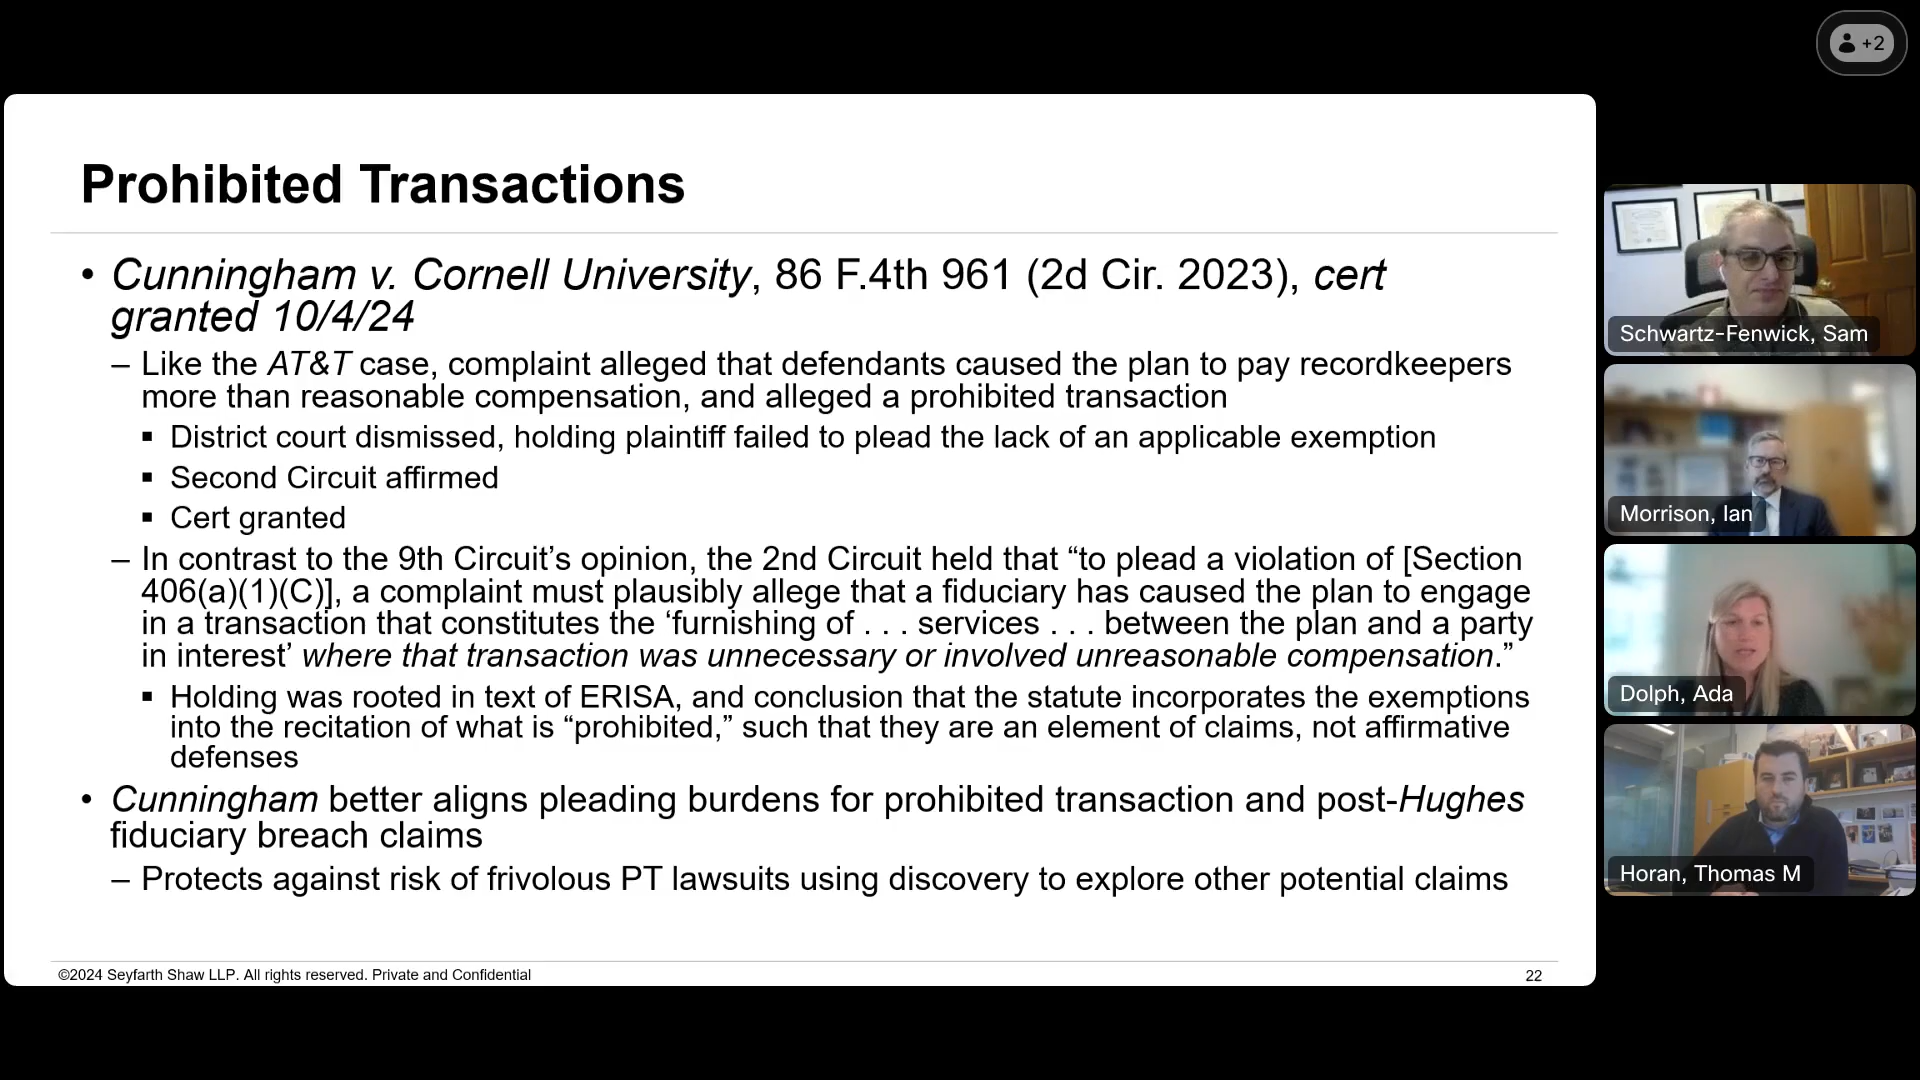 +2
Prohibited Transactions
• Cunningham v. Cornell University, 86 F.4th 961 (2d Cir. 2023), cert
granted 10/4/24
– Like the AT&T case, complaint alleged that defendants caused the plan to pay recordkeepers
more than reasonable compensation, and alleged a prohibited transaction
▪ District court dismissed, holding plaintiff failed to plead the lack of an applicable exemption
▪ Second Circuit affirmed
▪ Cert granted
– In contrast to the 9th Circuit’s opinion, the 2nd Circuit held that “to plead a violation of [Section
406(a)(1)(C)], a complaint must plausibly allege that a fiduciary has caused the plan to engage
in a transaction that constitutes the ‘furnishing of . . . services . . . between the plan and a party
in interest’ where that transaction was unnecessary or involved unreasonable compensation.”
▪ Holding was rooted in text of ERISA, and conclusion that the statute incorporates the exemptions
into the recitation of what is “prohibited,” such that they are an element of claims, not affirmative
defenses
• Cunningham better aligns pleading burdens for prohibited transaction and post-Hughes
fiduciary breach claims
– Protects against risk of frivolous PT lawsuits using discovery to explore other potential claims
©2024 Seyfarth Shaw LLP. All rights reserved. Private and Confidential
22
Schwartz-Fenwick, Sam
Morrison, Ian
Dolph, Ada
Horan, Thomas M